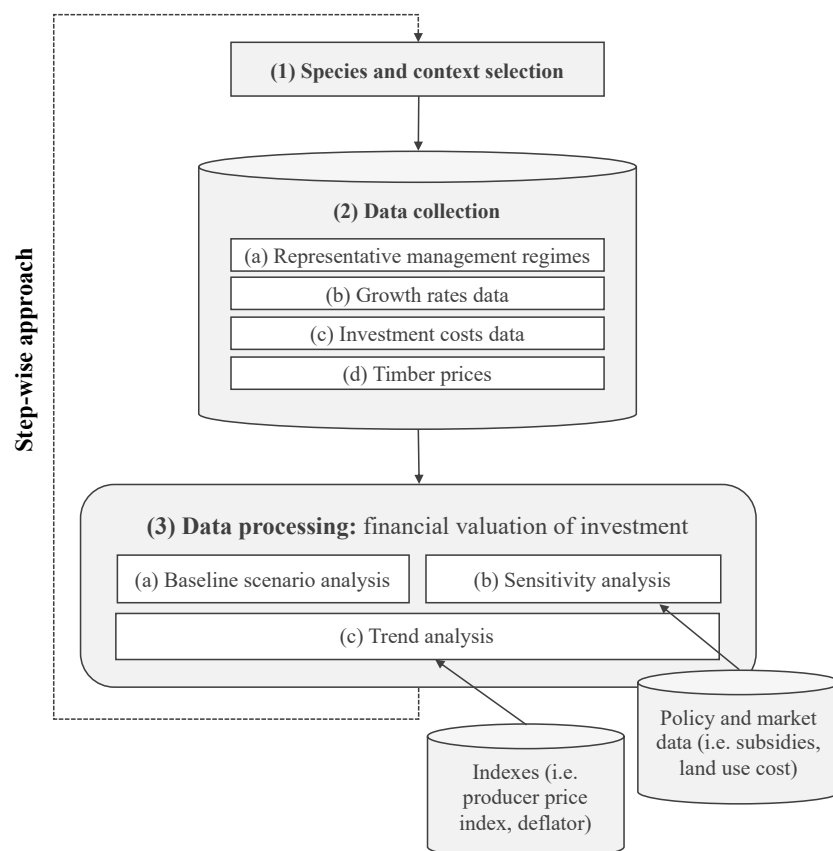 (1) Species and context selection
(2) Data collection
(a) Representative management regimes
(b) Growth rates data
(c) Investment costs data
(d) Timber prices
Step-wise approach
(3) Data processing: financial valuation of investment
(a) Baseline scenario analysis
(b) Sensitivity analysis
(c) Trend analysis
Policy and market
data (i.e. subsidies,
land use cost)
Indexes (i.e.
producer price
index, deflator)